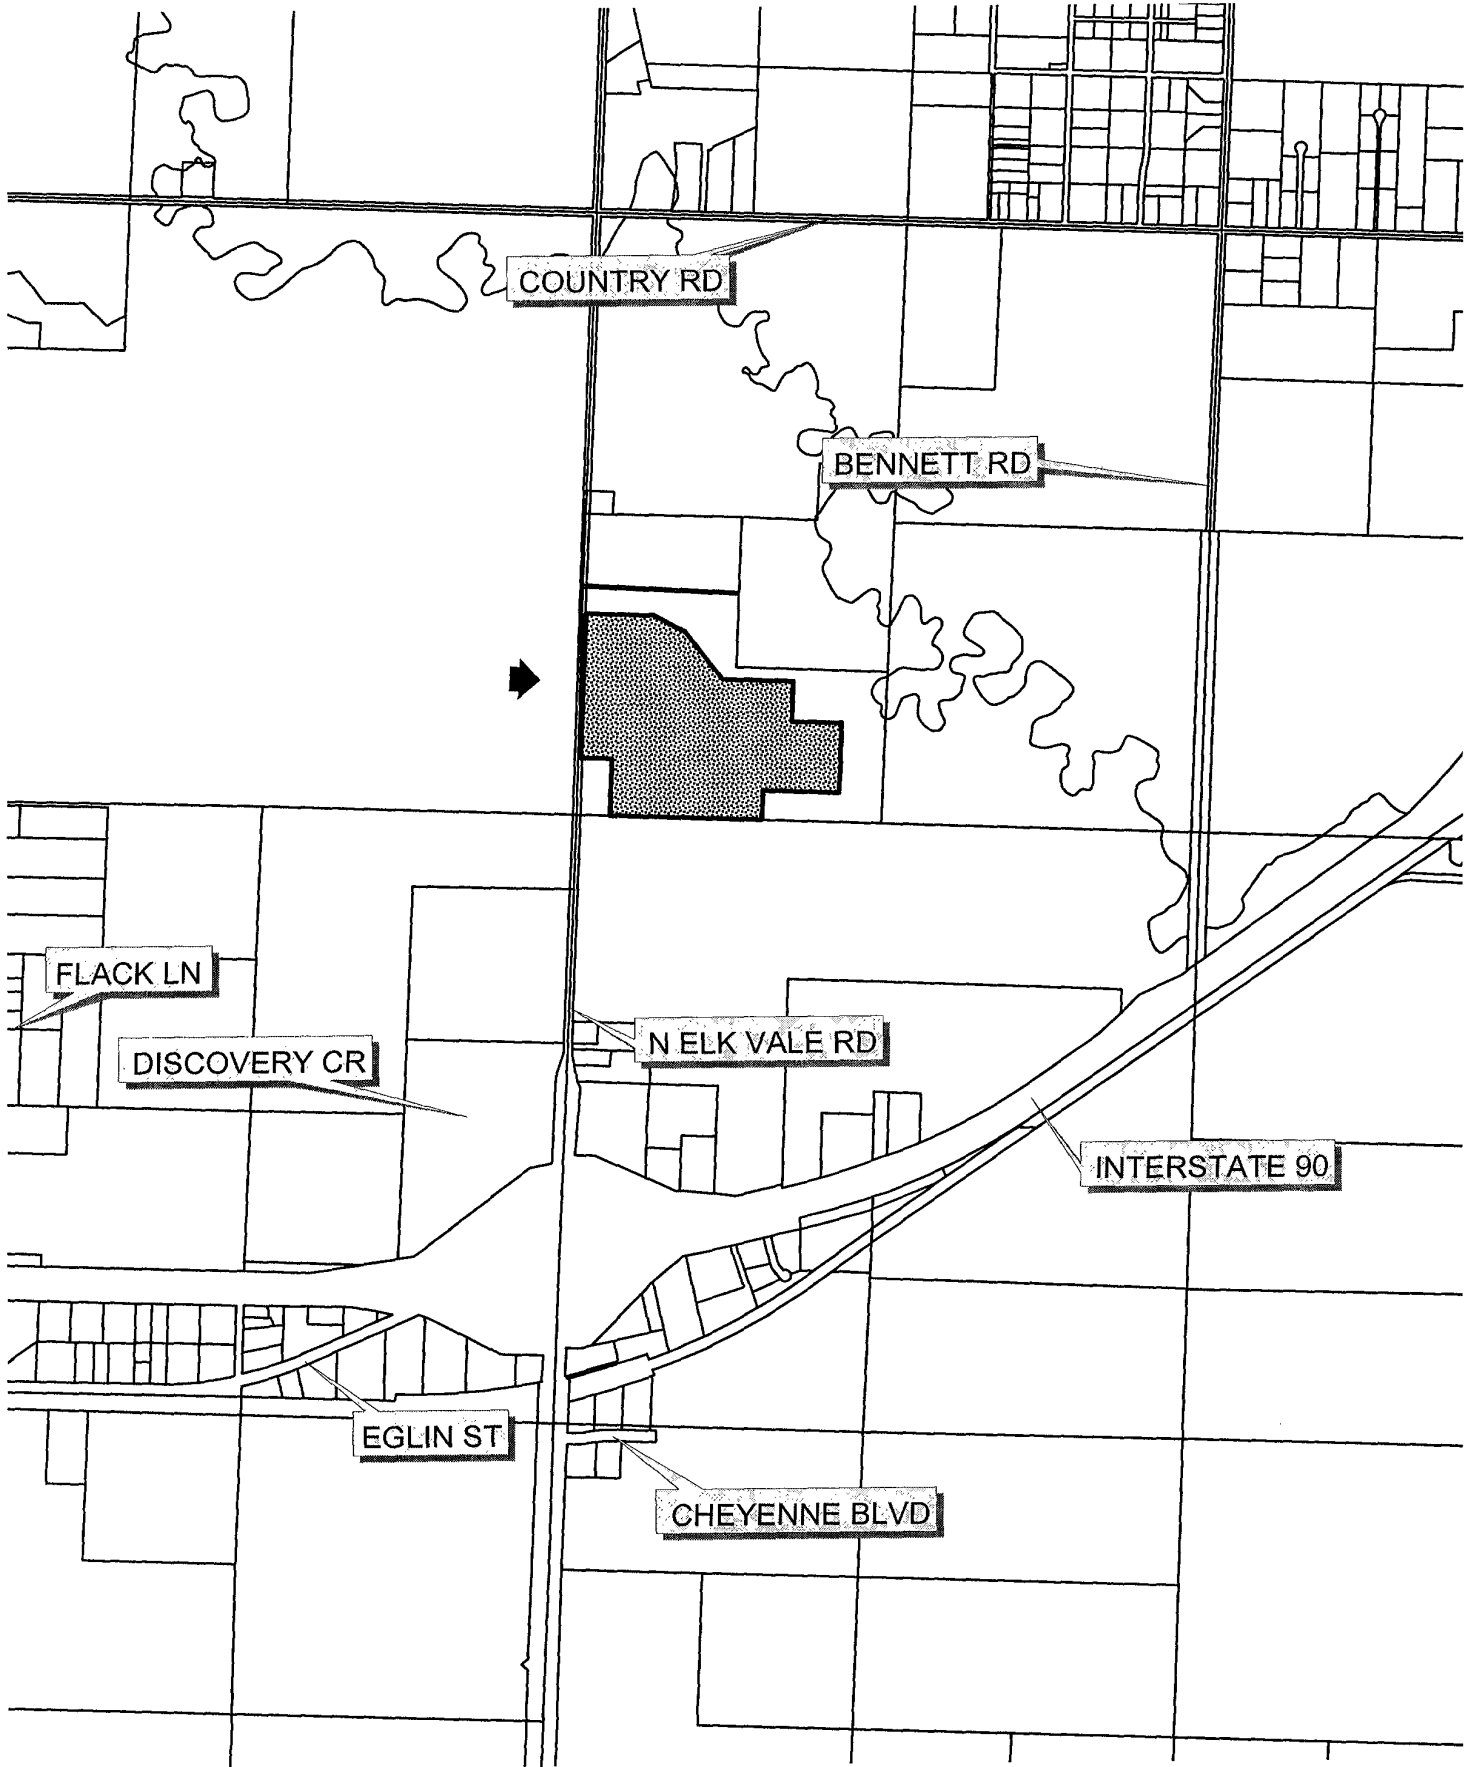 COUNTRY RD
BENNETT RD
FLACK LN
N ELK VALE RD
DISCOVERY CR
INTERSTATE 90
EGLIN ST
CHEYENNE BLVD